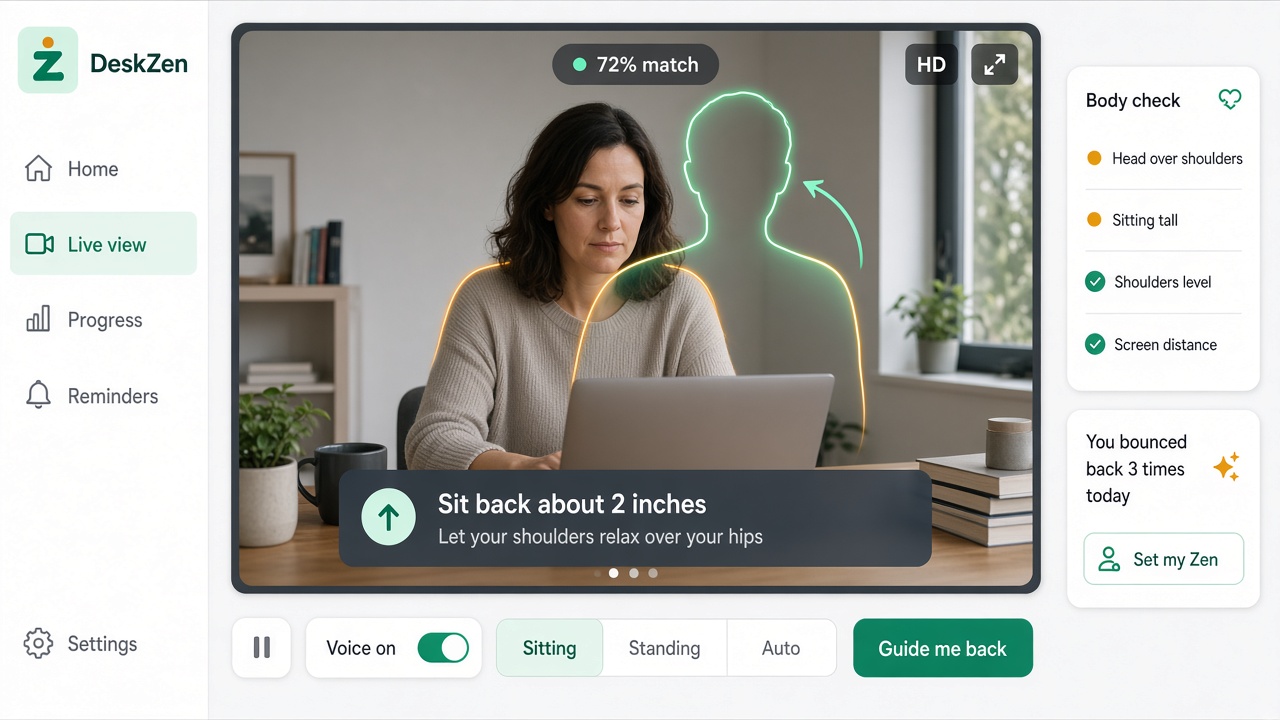 DeskZen
Home
Live view
Progress
Reminders
Settings
72% match
HD
Sit back about 2 inches
Let your shoulders relax over your hips
Voice on
Sitting
Standing
Auto
Guide me back
Body check
Head over shoulders
Sitting tall
Shoulders level
Screen distance
You bounced
back 3 times
today
Set my Zen